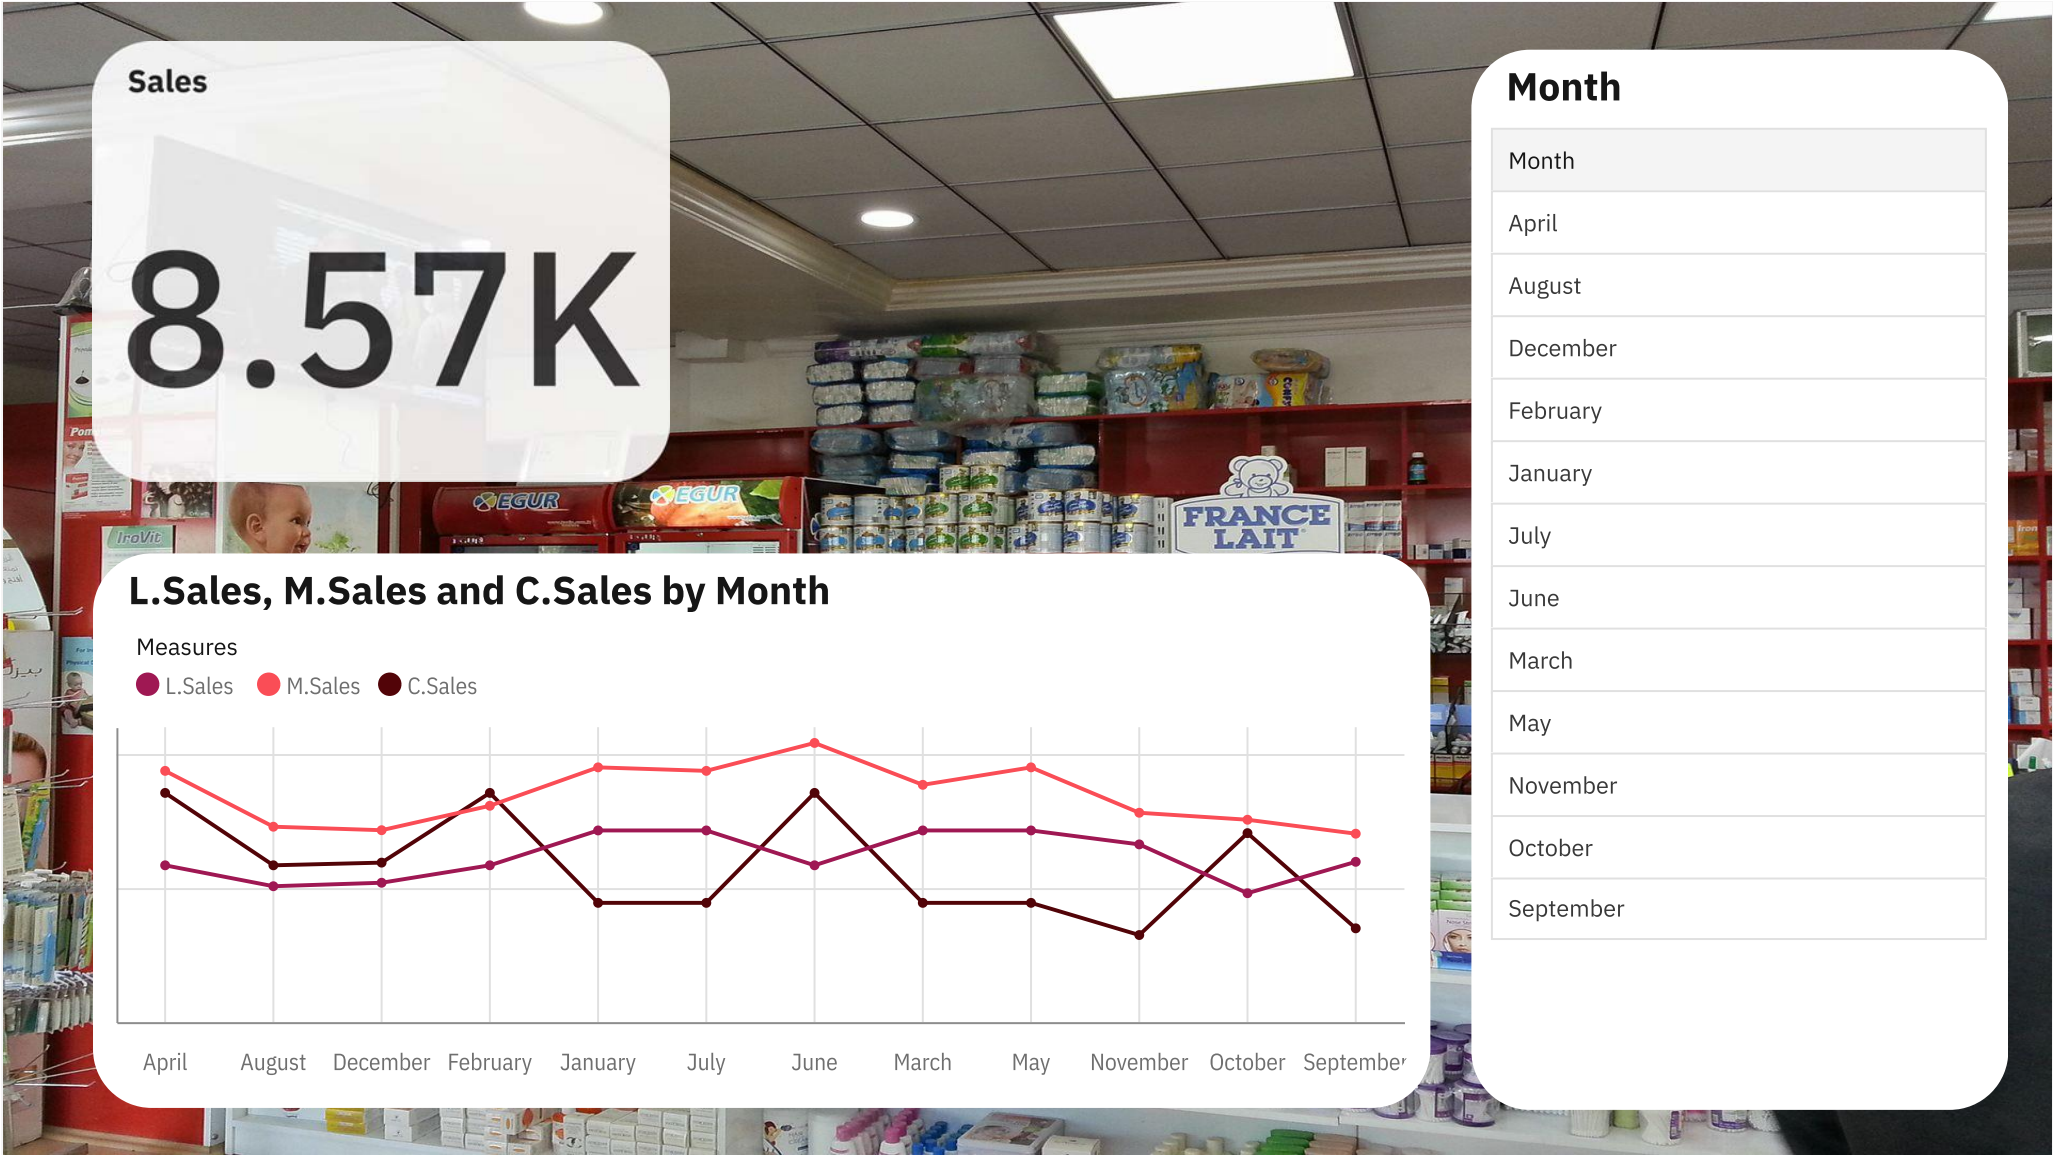 Sales
8.57K
Month
Month
April
August
December
February
January
July
June
March
May
November
October
September
EGUR
EGUR
FRANCE
LAIT
IroVit
L.Sales, M.Sales and C.Sales by Month
Measures
L.Sales M.Sales C.Sales
April August December February January July June March May November October September